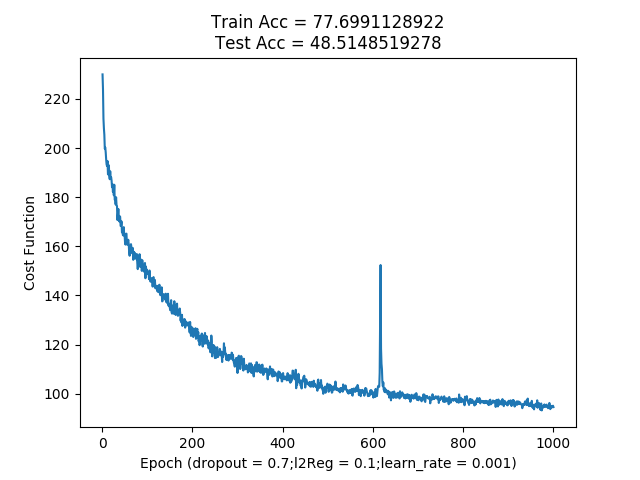 Train Acc = 77.6991128922
Test Acc = 48.5148519278
220
200
180
160
140
120
100
Cost Function
0 200 400 600 800 1000
Epoch (dropout = 0.7;l2Reg = 0.1;learn_rate = 0.001)